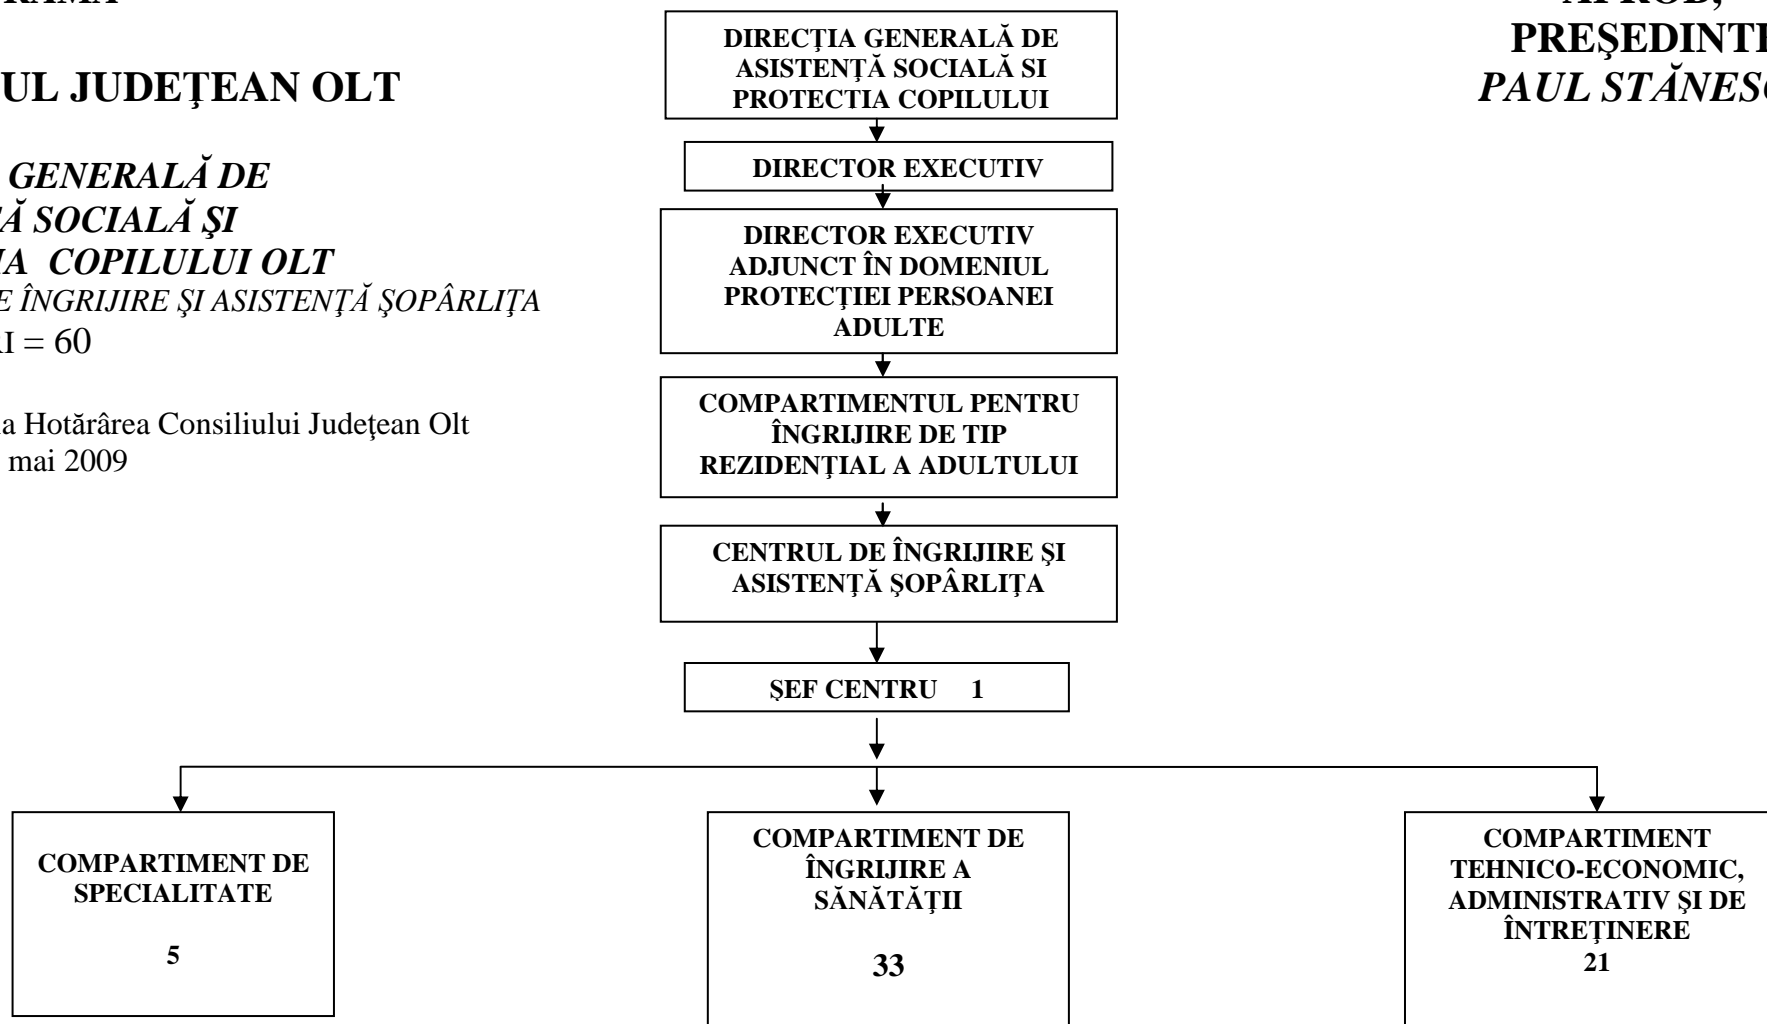 UL JUDEŢEAN OLT
GENERALĂ DE
SOCIALĂ ŞI
COPILULUI OLT
ÎNGRIJIRE ŞI ASISTENŢĂ ŞOPÂRLIŢA
= 60
Hotărârea Consiliului Judeţean Olt
mai 2009
APROB,
PREŞEDINTE
PAUL STĂNES
DIRECŢIA GENERALĂ DE
ASISTENŢĂ SOCIALĂ SI
PROTECTIA COPILULUI
DIRECTOR EXECUTIV
DIRECTOR EXECUTIV
ADJUNCT ÎN DOMENIUL
PROTECŢIEI PERSOANEI
ADULTE
COMPARTIMENTUL PENTRU
ÎNGRIJIRE DE TIP
REZIDENŢIAL A ADULTULUI
CENTRUL DE ÎNGRIJIRE ŞI
ASISTENŢĂ ŞOPÂRLIŢA
ŞEF CENTRU 1
COMPARTIMENT DE
SPECIALITATE
5
COMPARTIMENT DE
ÎNGRIJIRE A
SĂNĂTĂŢII
33
COMPARTIMENT
TEHNICO-ECONOMIC,
ADMINISTRATIV ŞI DE
ÎNTREŢINERE
21